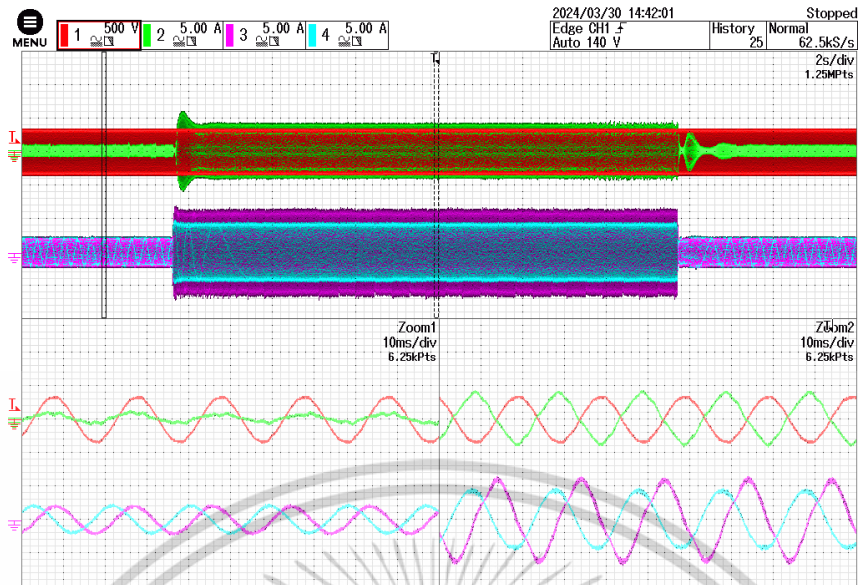 2024/03/30 14:42:01 Stopped
MENU 1 500 V 2 5.00 A 3 5.00 A 4 5.00 A Edge CH1 History Normal
Auto 140 V 25 62.5kS/s
2s/div
1.25MPts
Zoom1 Zoom2
10ms/div 10ms/div
6.25kPts 6.25kPts